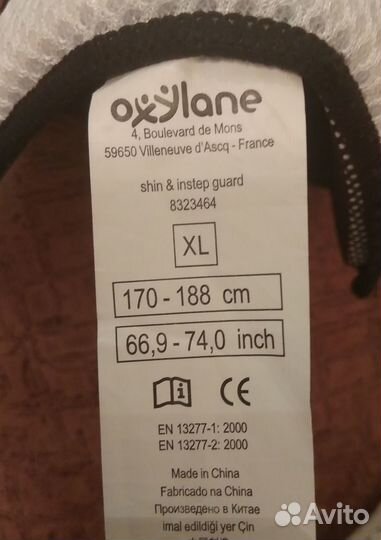 oxylane
4, Boulevard de Mons
59650 Villeneuve d'Ascq - France
shin & instep guard
8323464
XL
170 - 188 cm
66,9 - 74,0 inch
EN 13277-1: 2000
EN 13277-2: 2000
Made in China
Fabricado na China
Произведено в Китае
imal edildiği yer Çin
Avito